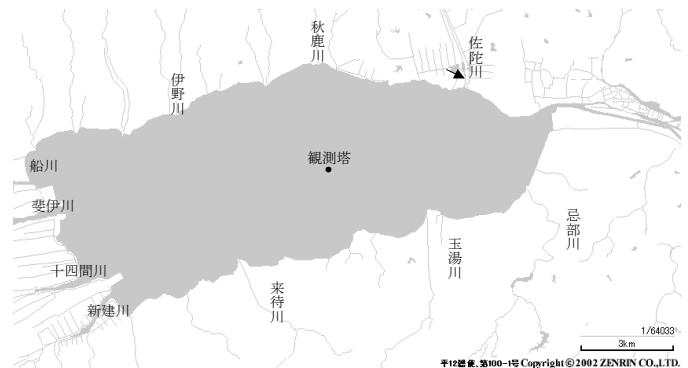 秋鹿川
佐陀川
伊野川
観測塔
船川
斐伊川
忌部川
玉湯川
十四間川
来待川
新建川
1/64033
3km
平12総使、第100-1号 Copyright © 2002 ZENRIN CO.,LTD.